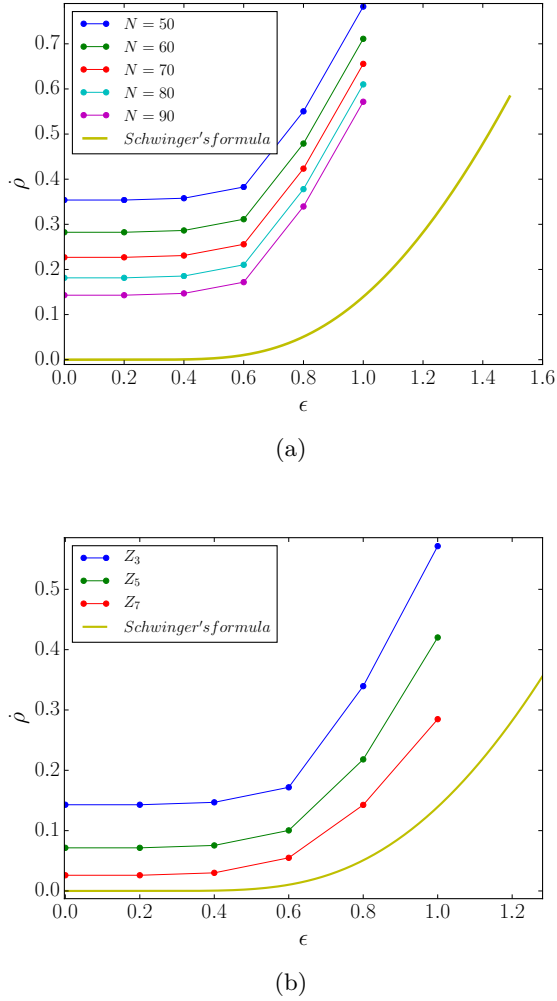 0.7
0.6
0.5
0.4
0.3
0.2
0.1
0.0
ρ̇
N = 50
N = 60
N = 70
N = 80
N = 90
Schwinger'sformula
0.0 0.2 0.4 0.6 0.8 1.0 1.2 1.4 1.6
ϵ
(a)
0.5
0.4
0.3
0.2
0.1
0.0
ρ̇
Z₃
Z₅
Z₇
Schwinger'sformula
0.0 0.2 0.4 0.6 0.8 1.0 1.2
ϵ
(b)